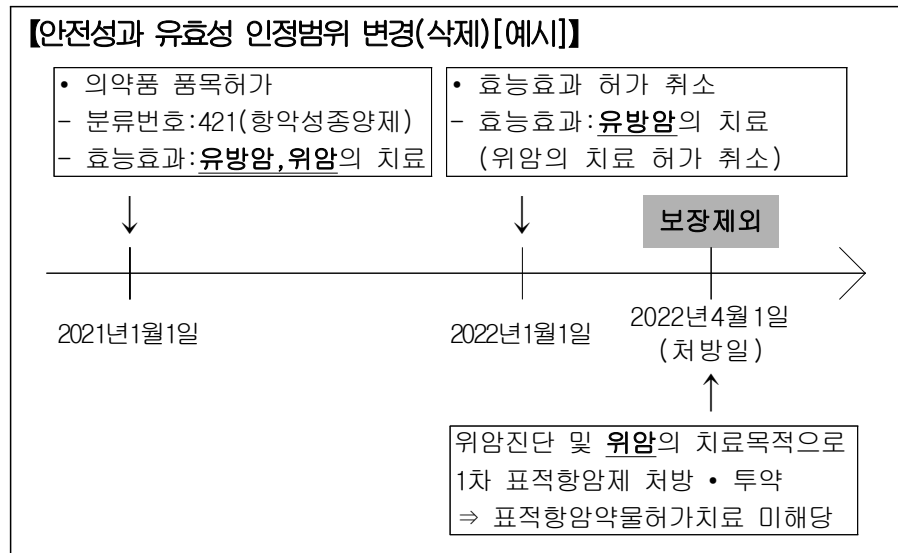 【안전성과 유효성 인정범위 변경(삭제)[예시]】
• 의약품 품목허가
- 분류번호:421(항악성종양제)
- 효능효과:유방암,위암의 치료
• 효능효과 허가 취소
- 효능효과:유방암의 치료
(위암의 치료 허가 취소)
보장제외
2021년1월1일
2022년1월1일
2022년4월1일
(처방일)
위암진단 및 위암의 치료목적으로
1차 표적항암제 처방 • 투약
⇒ 표적항암약물허가치료 미해당